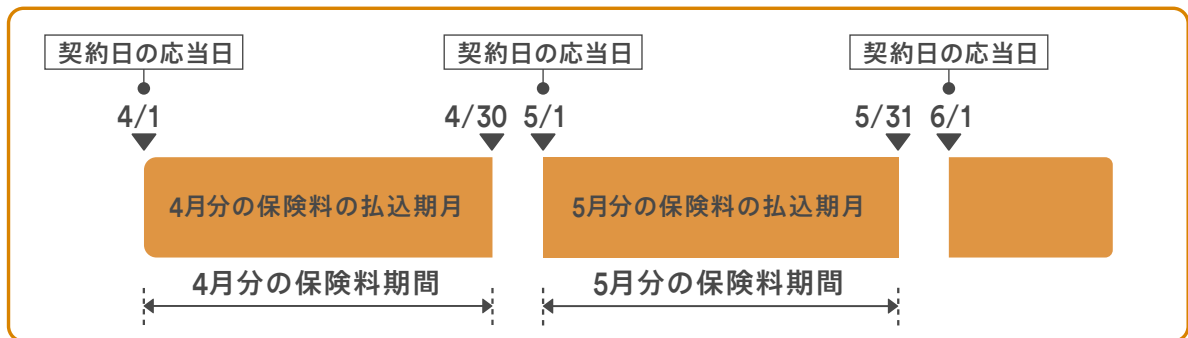 契約日の応当日
契約日の応当日
契約日の応当日
4/1
4/30
5/1
5/31
6/1
4月分の保険料の払込期月
5月分の保険料の払込期月
4月分の保険料期間
5月分の保険料期間